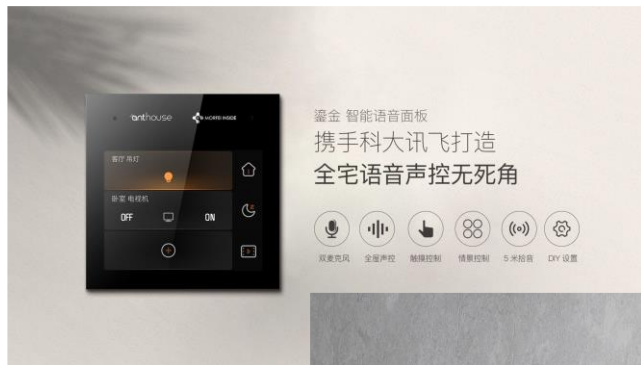 anthouse
MORFEI INSIDE
客厅 吊灯
卧室 电视机
OFF
ON
鎏金 智能语音面板
携手科大讯飞打造
全宅语音声控无死角
双麦克风 全屋声控 触摸控制 情景控制 5 米拾音 DIY 设置